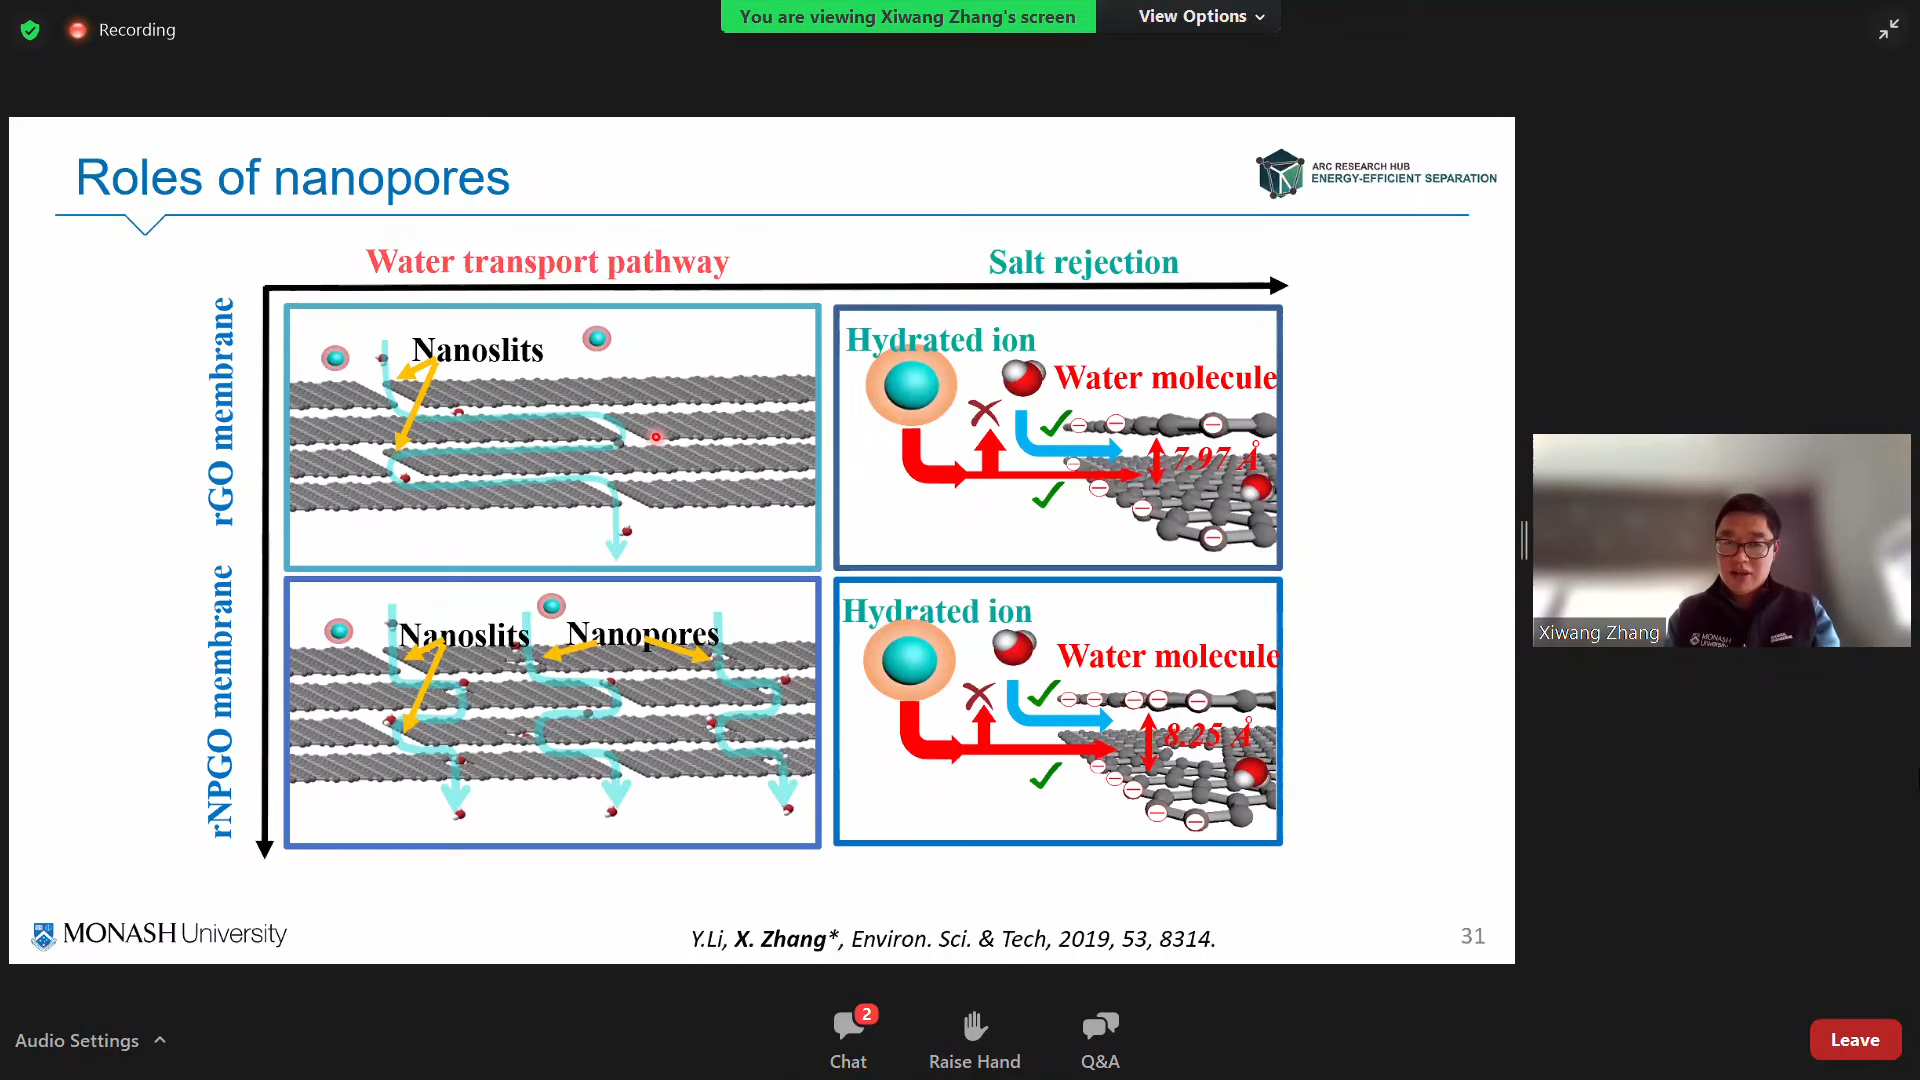 You are viewing Xiwang Zhang's screen
View Options
Recording
Roles of nanopores
ARC RESEARCH HUB
ENERGY-EFFICIENT SEPARATION
Water transport pathway
Salt rejection
rGO membrane
Nanoslits
Hydrated ion
Water molecule
7.97 Å
rNPGO membrane
Nanoslits
Nanopores
Hydrated ion
Water molecule
8.25 Å
Xiwang Zhang
MONASH
MONASH University
Y.Li, X. Zhang*, Environ. Sci. & Tech, 2019, 53, 8314.
31
Audio Settings
2
Chat
Raise Hand
Q&A
Leave